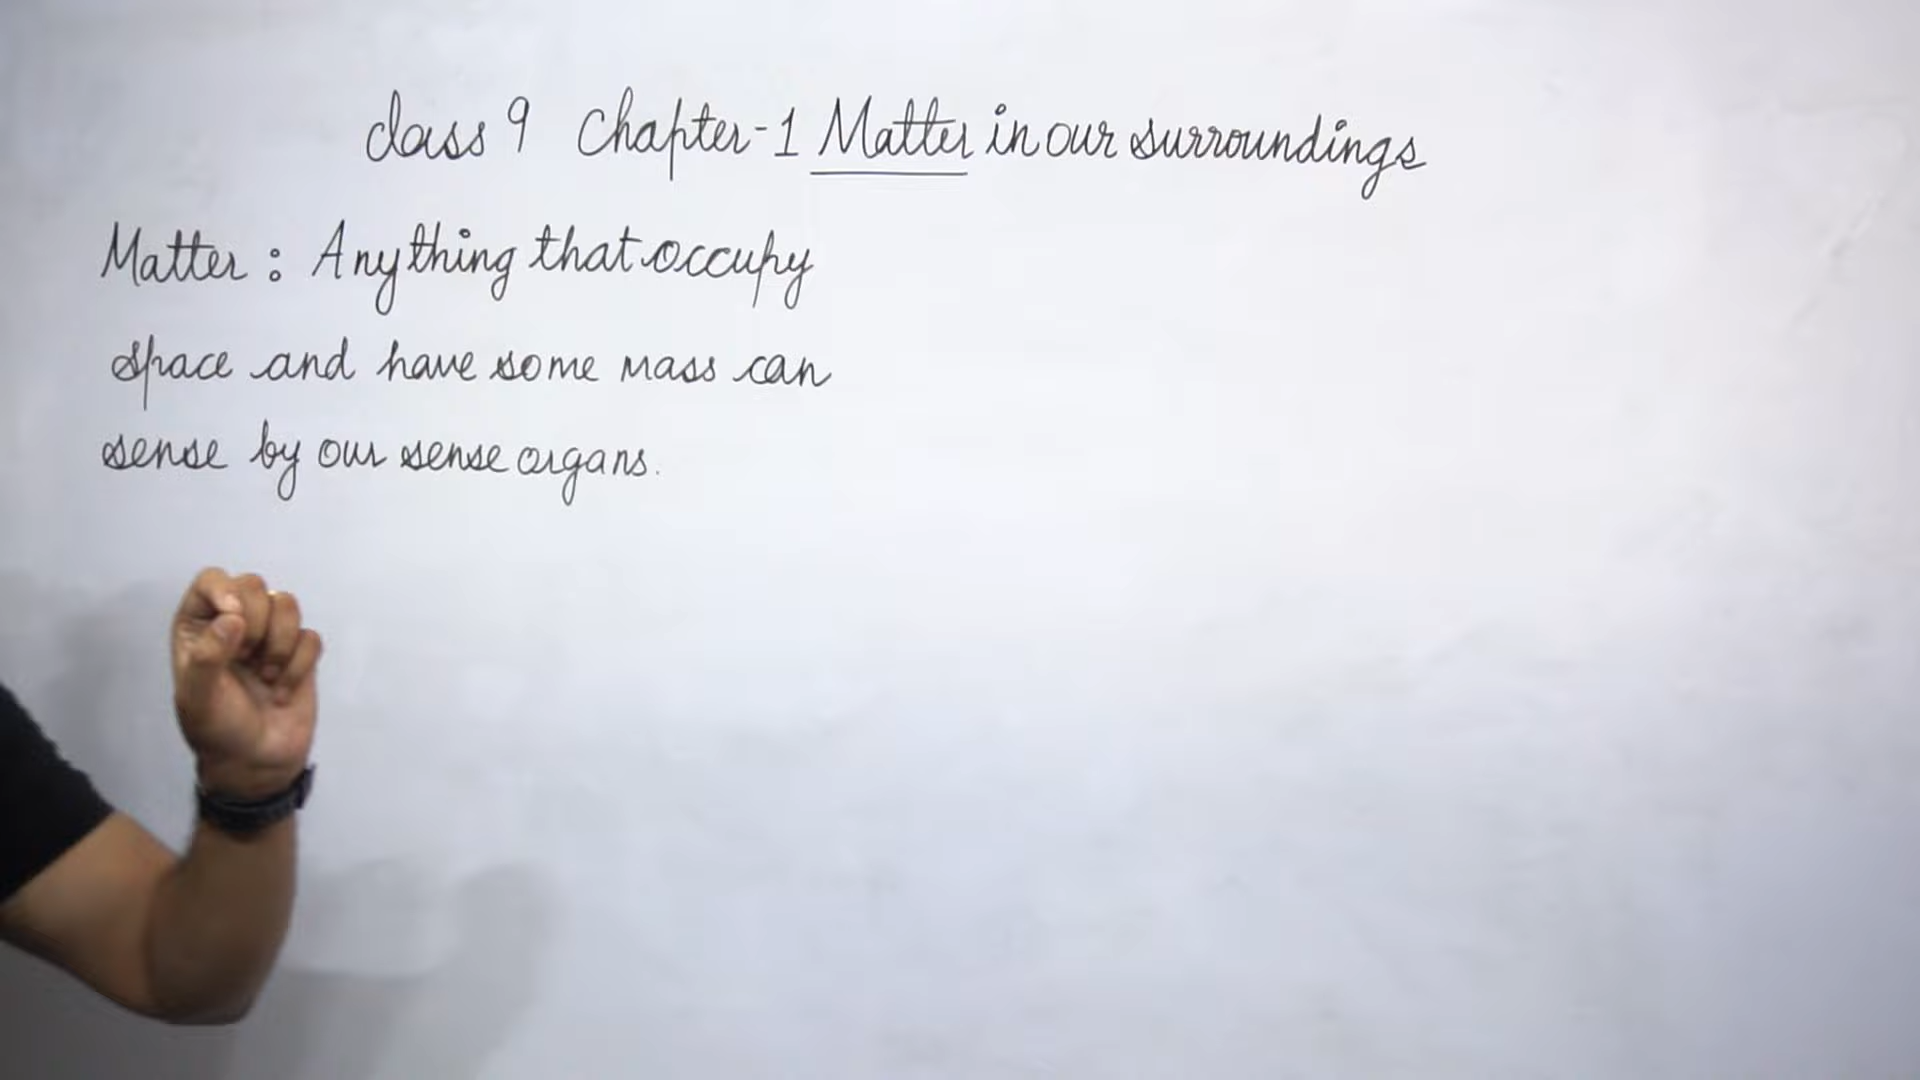 class 9 Chapter-1 Matter in our surroundings
Matter : Anything that occupy
space and have some mass can
sense by our sense organs.